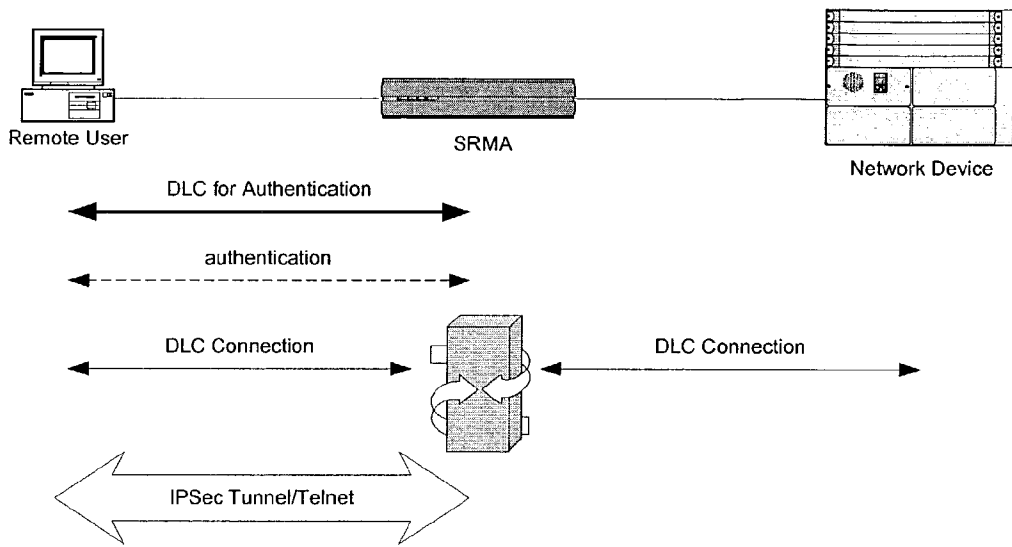 Remote User
SRMA
Network Device
DLC for Authentication
authentication
DLC Connection
DLC Connection
IPSec Tunnel/Telnet